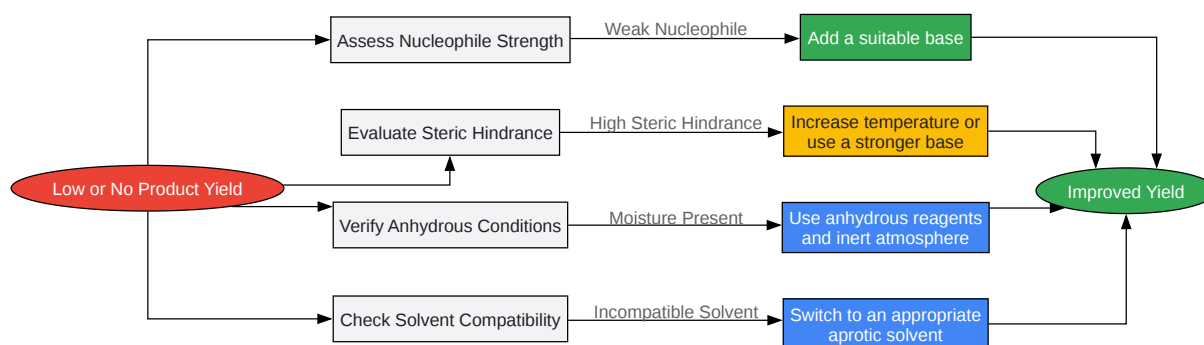 Assess Nucleophile Strength
Weak Nucleophile
Add a suitable base
Evaluate Steric Hindrance
High Steric Hindrance
Increase temperature or
use a stronger base
Low or No Product Yield
Improved Yield
Verify Anhydrous Conditions
Moisture Present
Use anhydrous reagents
and inert atmosphere
Check Solvent Compatibility
Incompatible Solvent
Switch to an appropriate
aprotic solvent